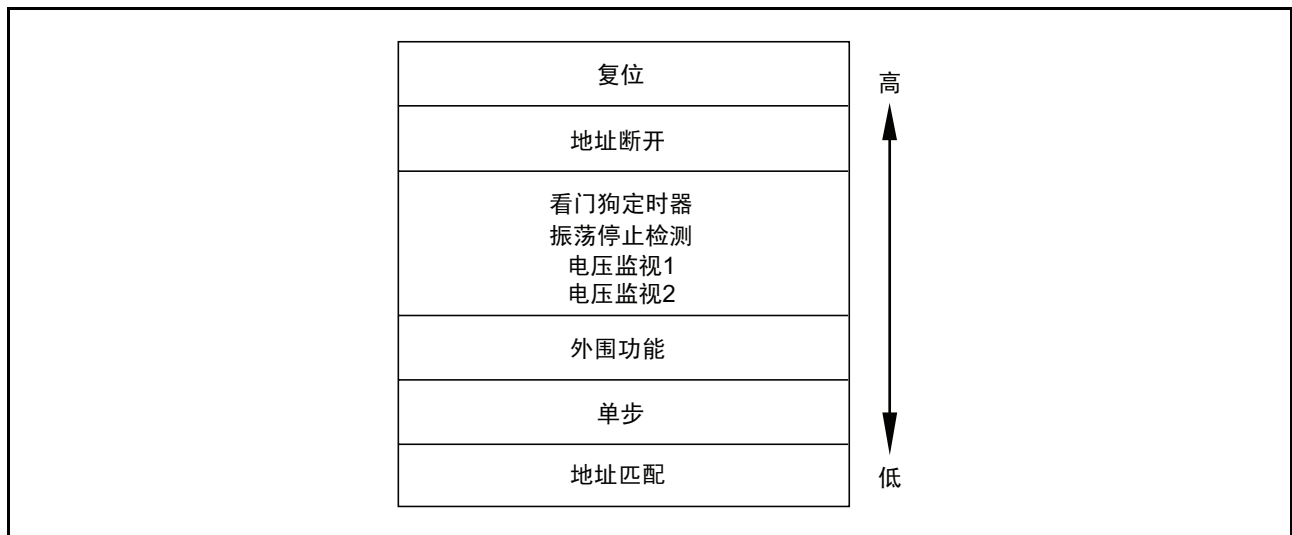 复位
高
地址断开
看门狗定时器
振荡停止检测
电压监视1
电压监视2
外围功能
单步
地址匹配
低